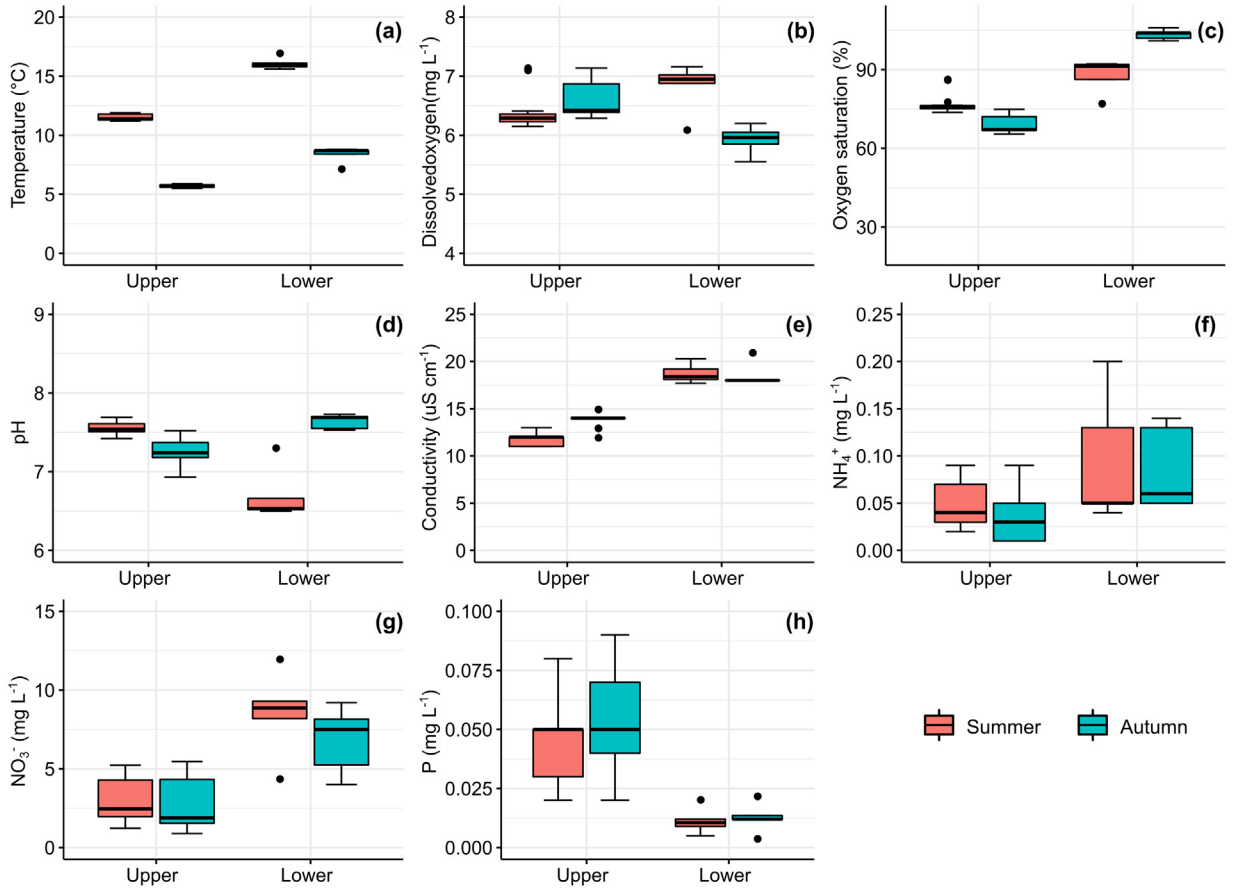 (a)
Temperature (°C)
20
15
10
5
0
Upper Lower
(b)
Dissolvedoxygen(mg L⁻¹)
8
7
6
5
4
Upper Lower
(c)
Oxygen saturation (%)
90
60
30
Upper Lower
(d)
pH
9
8
7
6
Upper Lower
(e)
Conductivity (uS cm⁻¹)
25
20
15
10
5
0
Upper Lower
(f)
NH₄⁺ (mg L⁻¹)
0.25
0.20
0.15
0.10
0.05
0.00
Upper Lower
(g)
NO₃⁻ (mg L⁻¹)
15
10
5
0
Upper Lower
(h)
P (mg L⁻¹)
0.100
0.075
0.050
0.025
0.000
Upper Lower
Summer Autumn